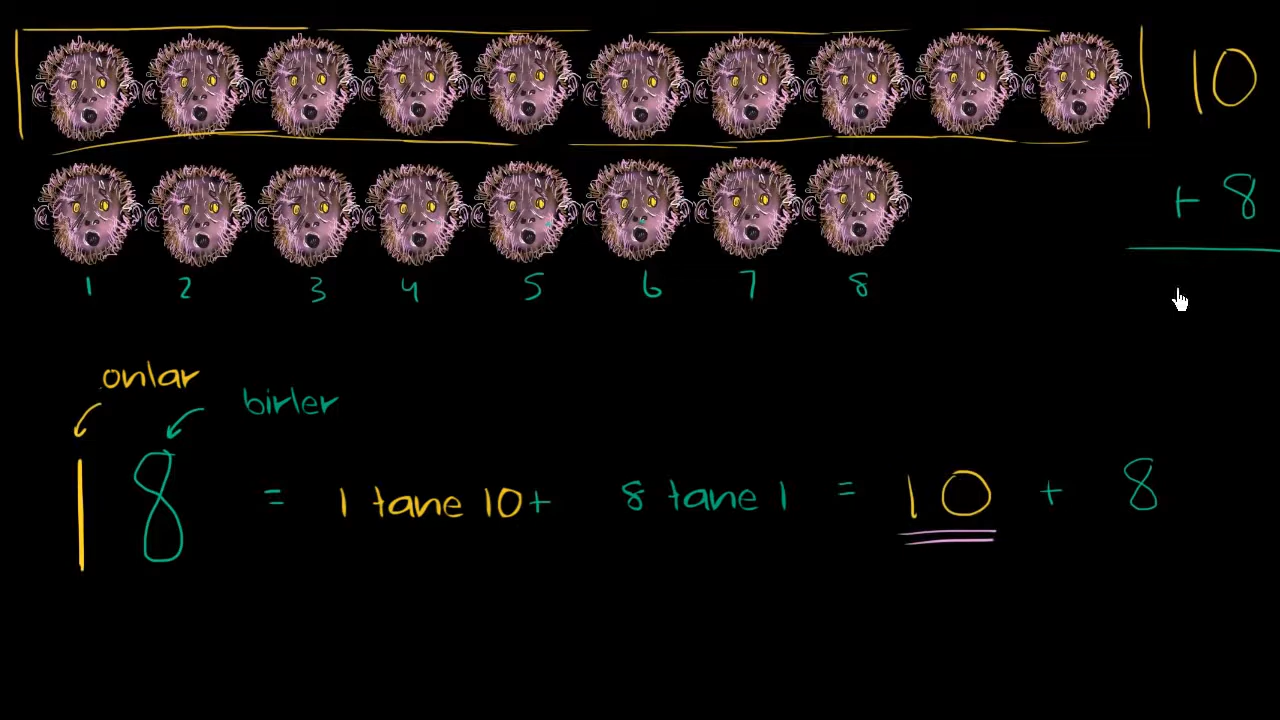 10
+ 8
1 2 3 4 5 6 7 8
onlar
birler
18 = 1 tane 10+ 8 tane 1 = 10 + 8